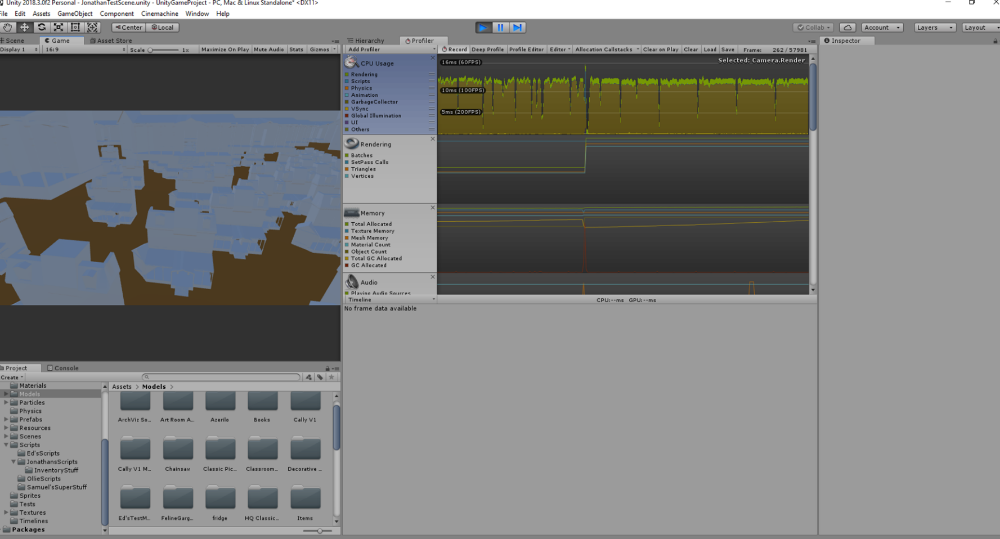 Unity 2018.3.0f2 Personal - JonathanTestScene.unity - UnityGameProject - PC, Mac & Linux Standalone* <DX11>
File Edit Assets GameObject Component Cinemachine Window Help
Center Local
Collab Account Layers Layout
Scene Game Asset Store
Display 1 16:9 Scale 1x Maximize On Play Mute Audio Stats Gizmos
Hierarchy Profiler
Add Profiler Record Deep Profile Profile Editor Editor Allocation Callstacks Clear on Play Clear Load Save Frame: 262 / 57981
Inspector
CPU Usage
Rendering
Scripts
Physics
Animation
GarbageCollector
VSync
Global Illumination
UI
Others
16ms (60FPS)
Selected: Camera.Render
10ms (100FPS)
5ms (200FPS)
Rendering
Batches
SetPass Calls
Triangles
Vertices
Memory
Total Allocated
Texture Memory
Mesh Memory
Material Count
Object Count
Total GC Allocated
GC Allocated
Audio
Playing Audio Sources
Timeline
CPU:--ms GPU:--ms
No frame data available
Project Console
Create
Materials
Models
Particles
Physics
Prefabs
Resources
Scenes
Scripts
Ed'sScripts
JonathansScripts
InventoryStuff
OllieScripts
Samuel'sSuperStuff
Sprites
Tests
Textures
Timelines
Packages
Assets > Models >
ArchViz So... Art Room A... Azerilo Books Cally V1
Cally V1 M... Chainsaw Classic Pic... Classroom... Decorative ...
Ed'sTestM... FelineGarg... fridge HQ Classic... Items